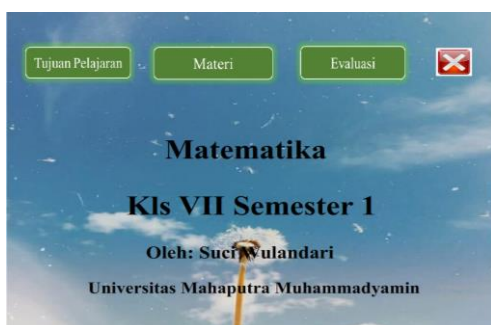 Tujuan Pelajaran
Materi
Evaluasi
Matematika
Kls VII Semester 1
Oleh: Suci Wulandari
Universitas Mahaputra Muhammadyamin